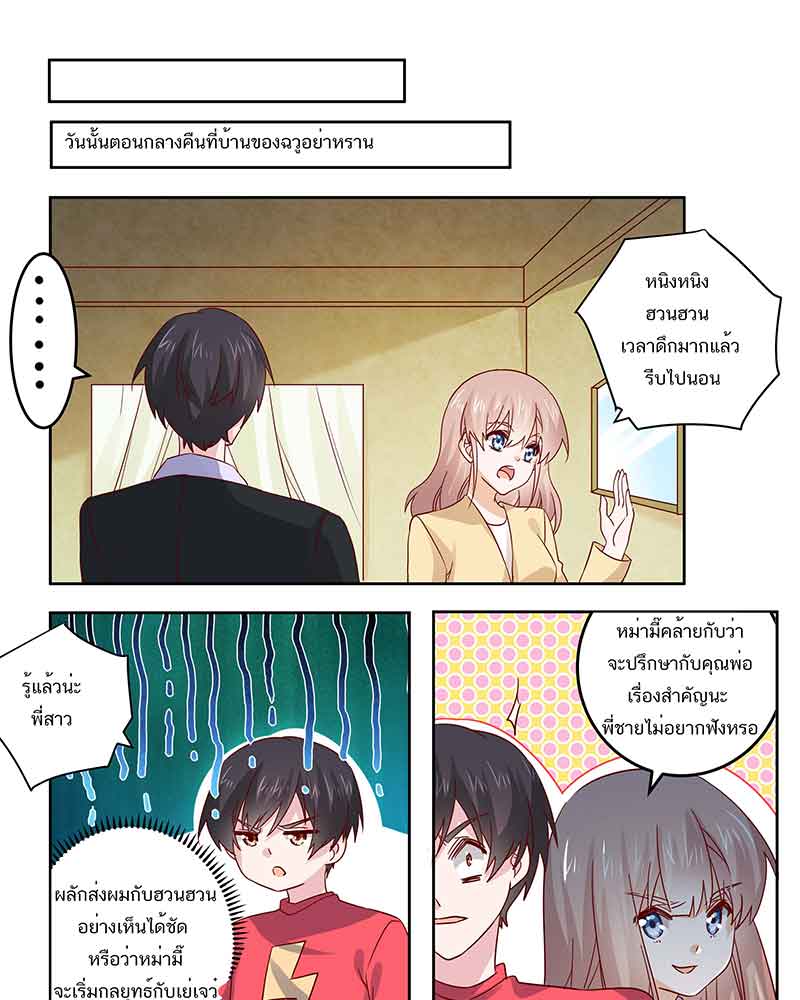 วันนั้นตอนกลางคืนที่บ้านของฉวูอย่าหราน
......
หนิงหนิง
ฮวนฮวน
เวลาดึกมากแล้ว
รีบไปนอน
รู้แล้วน่ะ
พี่สาว
หม่ามี๊คล้ายกับว่า
จะปรึกษากับคุณพ่อ
เรื่องสำคัญนะ
พี่ชายไม่อยากฟังหรอ
ผลักส่งผมกับฮวนฮวน
อย่างเห็นได้ชัด
หรือว่าหม่ามี๊
จะเริ่มกลยุทธ์กับเย่เจวี๋